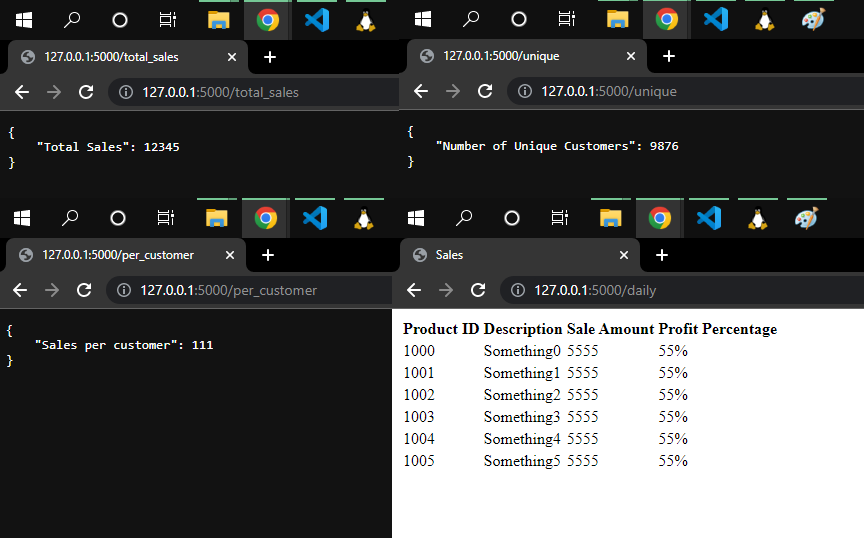 127.0.0.1:5000/total_sales
127.0.0.1:5000/total_sales
{
"Total Sales": 12345
}
127.0.0.1:5000/unique
127.0.0.1:5000/unique
{
"Number of Unique Customers": 9876
}
127.0.0.1:5000/per_customer
127.0.0.1:5000/per_customer
{
"Sales per customer": 111
}
Sales
127.0.0.1:5000/daily
Product ID Description Sale Amount Profit Percentage
1000 Something0 5555 55%
1001 Something1 5555 55%
1002 Something2 5555 55%
1003 Something3 5555 55%
1004 Something4 5555 55%
1005 Something5 5555 55%